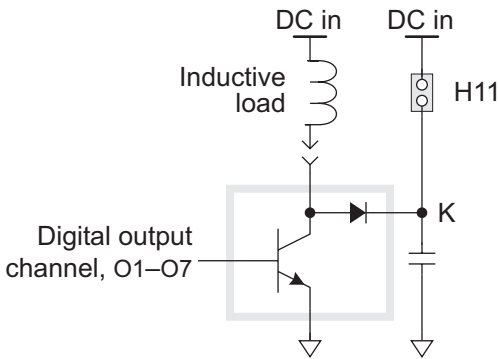 DC in
DC in
Inductive
load
H11
K
Digital output
channel, O1–O7